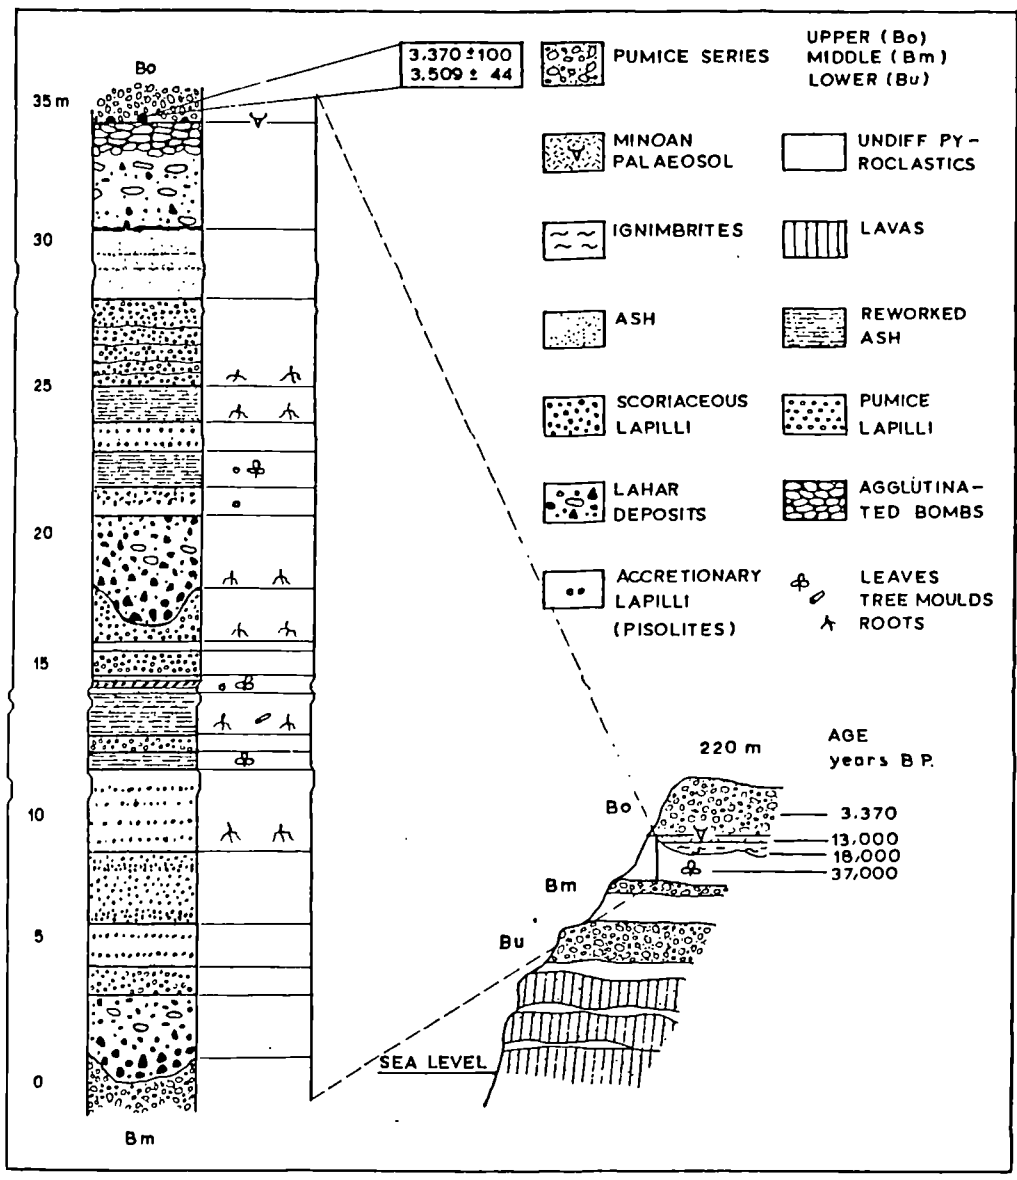 Bo
35 m
30
25
20
15
10
5
0
Bm
3.370 ± 100
3.509 ± 44
PUMICE SERIES
UPPER (Bo)
MIDDLE (Bm)
LOWER (Bu)
MINOAN
PALAEOSOL
UNDIFF PY-
ROCLASTICS
IGNIMBRITES
LAVAS
ASH
REWORKED
ASH
SCORIACEOUS
LAPILLI
PUMICE
LAPILLI
LAHAR
DEPOSITS
AGGLUTINA-
TED BOMBS
ACCRETIONARY
LAPILLI
(PISOLITES)
LEAVES
TREE MOULDS
ROOTS
220 m
AGE
years B P.
Bo
3.370
13,000
18,000
37,000
Bm
Bu
SEA LEVEL